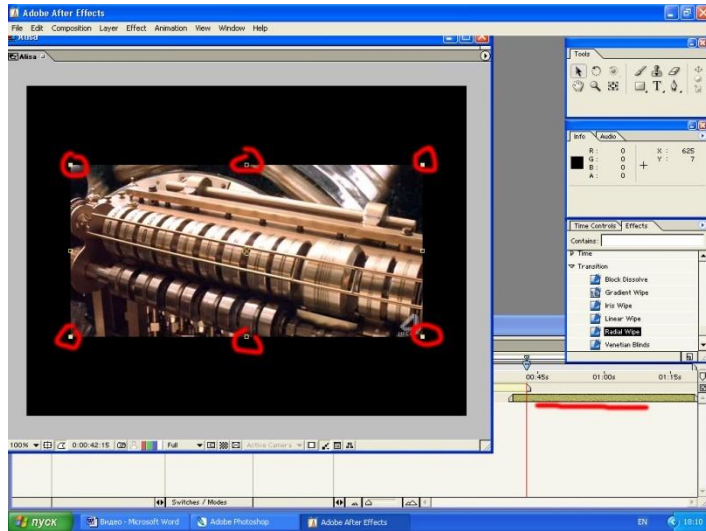 Adobe After Effects
File Edit Composition Layer Effect Animation View Window Help
Alisa
Alisa
Tools
T
Info Audio
R : 0 X : 625
G : 0 Y : 7
B : 0
A : 0
Time Controls Effects
Contains:
Time
Transition
Block Dissolve
Gradient Wipe
Iris Wipe
Linear Wipe
Radial Wipe
Venetian Blinds
00:45s 01:00s 01:15s
100% 0:00:42:15 Full Active Camera
Switches / Modes
пуск Видео - Microsoft Word Adobe Photoshop Adobe After Effects EN 18:10